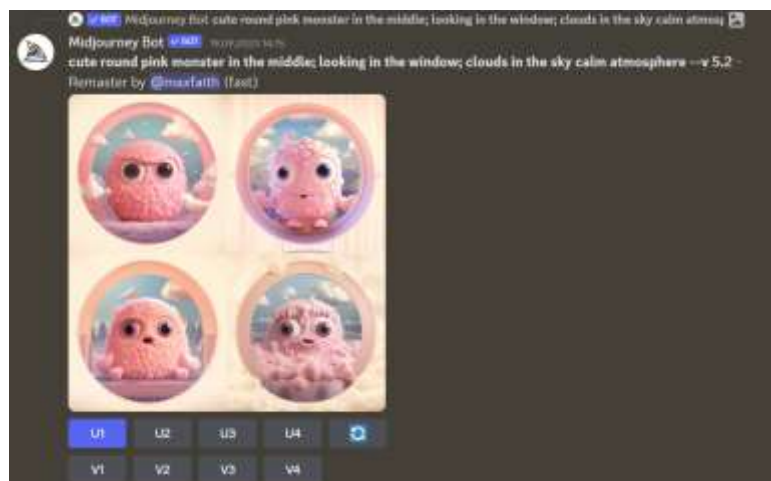 BOT Midjourney Bot cute round pink monster in the middle; looking in the window; clouds in the sky calm
Midjourney Bot BOT
cute round pink monster in the middle; looking in the window; clouds in the sky calm atmosphere --v 5.2 -
Remaster by @maxfaith (fast)
U1 U2 U3 U4
V1 V2 V3 V4